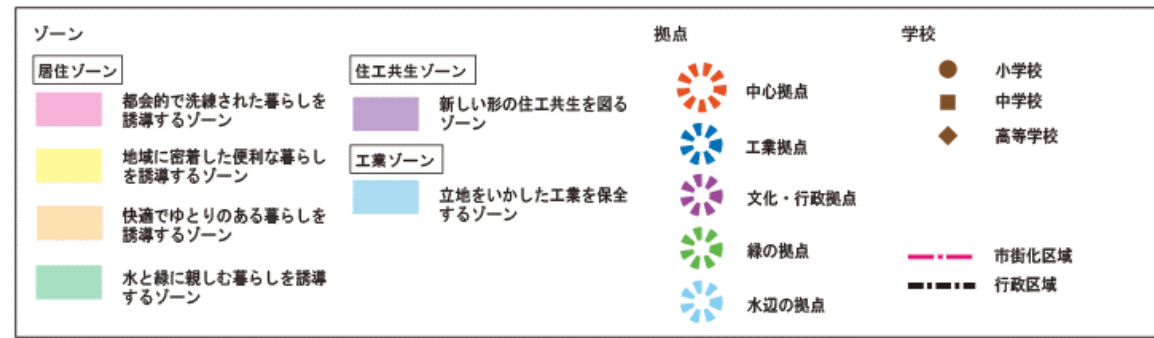 ゾーン
居住ゾーン
都会的で洗練された暮らしを
誘導するゾーン
地域に密着した便利な暮らし
を誘導するゾーン
快適でゆとりのある暮らしを
誘導するゾーン
水と緑に親しむ暮らしを誘導
するゾーン
住工共生ゾーン
新しい形の住工共生を図る
ゾーン
工業ゾーン
立地をいかした工業を保全
するゾーン
拠点
中心拠点
工業拠点
文化・行政拠点
緑の拠点
水辺の拠点
学校
小学校
中学校
高等学校
市街化区域
行政区域